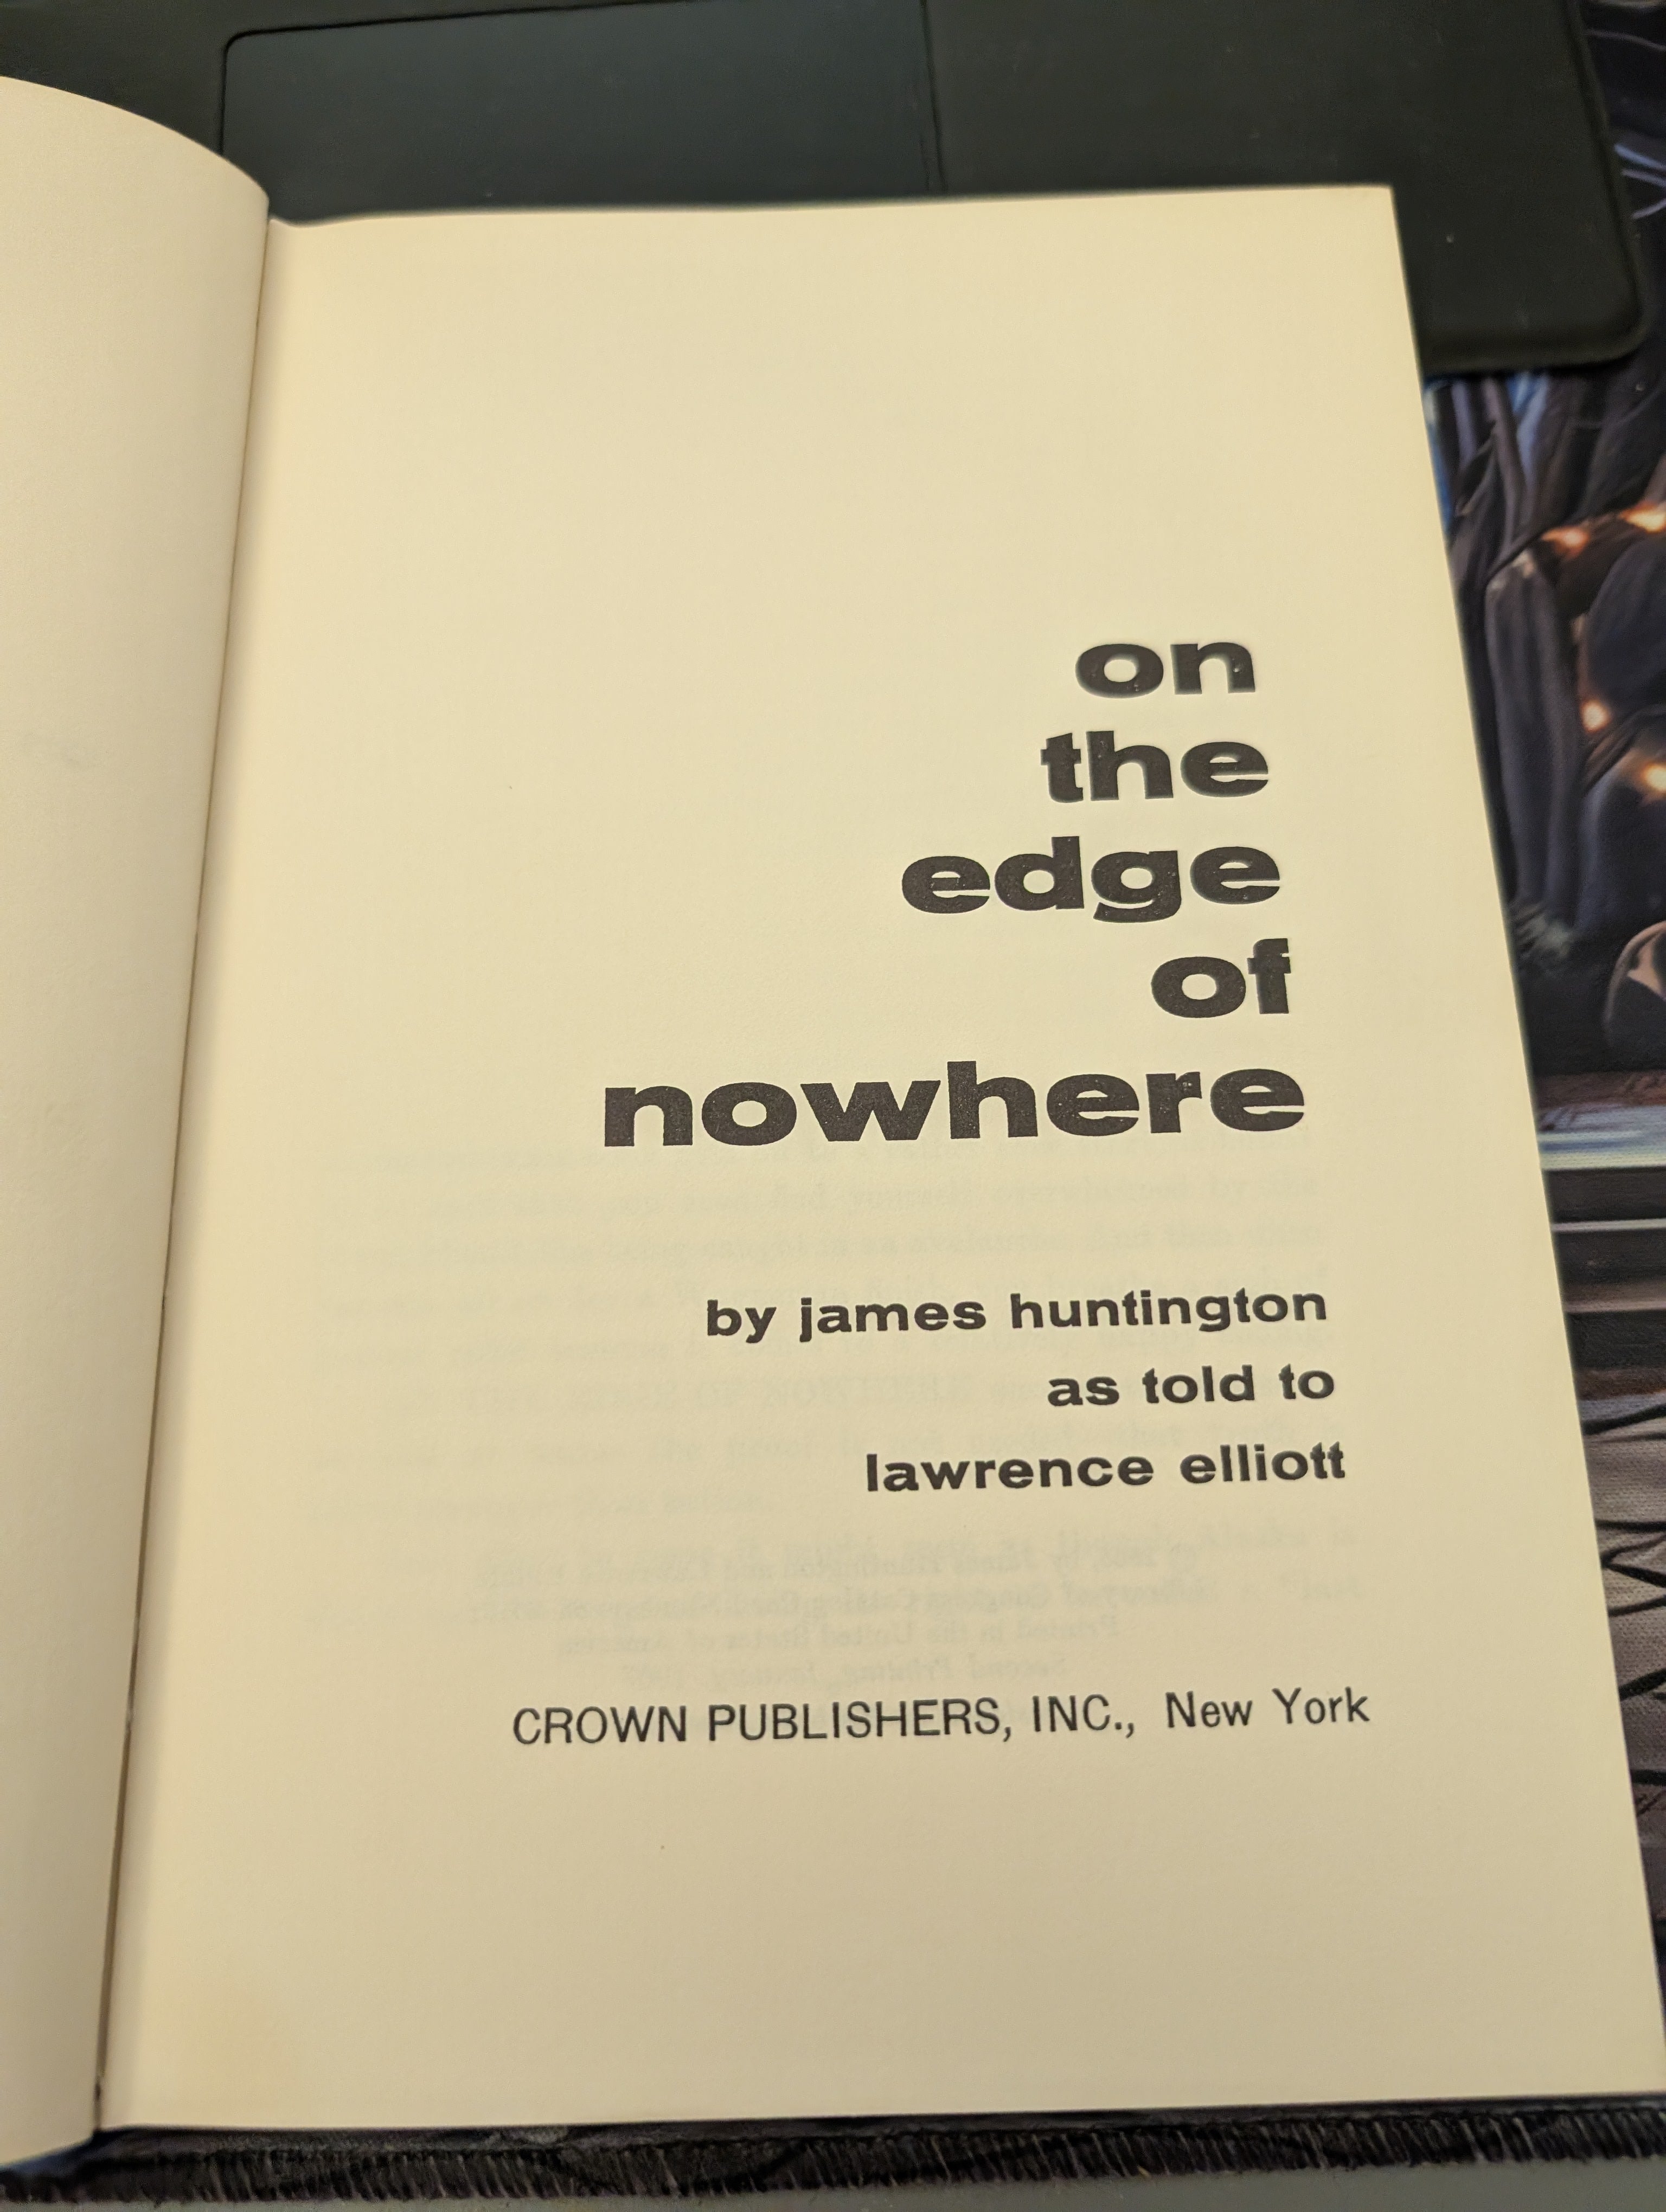 on
the
edge
of
nowhere
by james huntington
as told to
lawrence elliott
CROWN PUBLISHERS, INC., New York